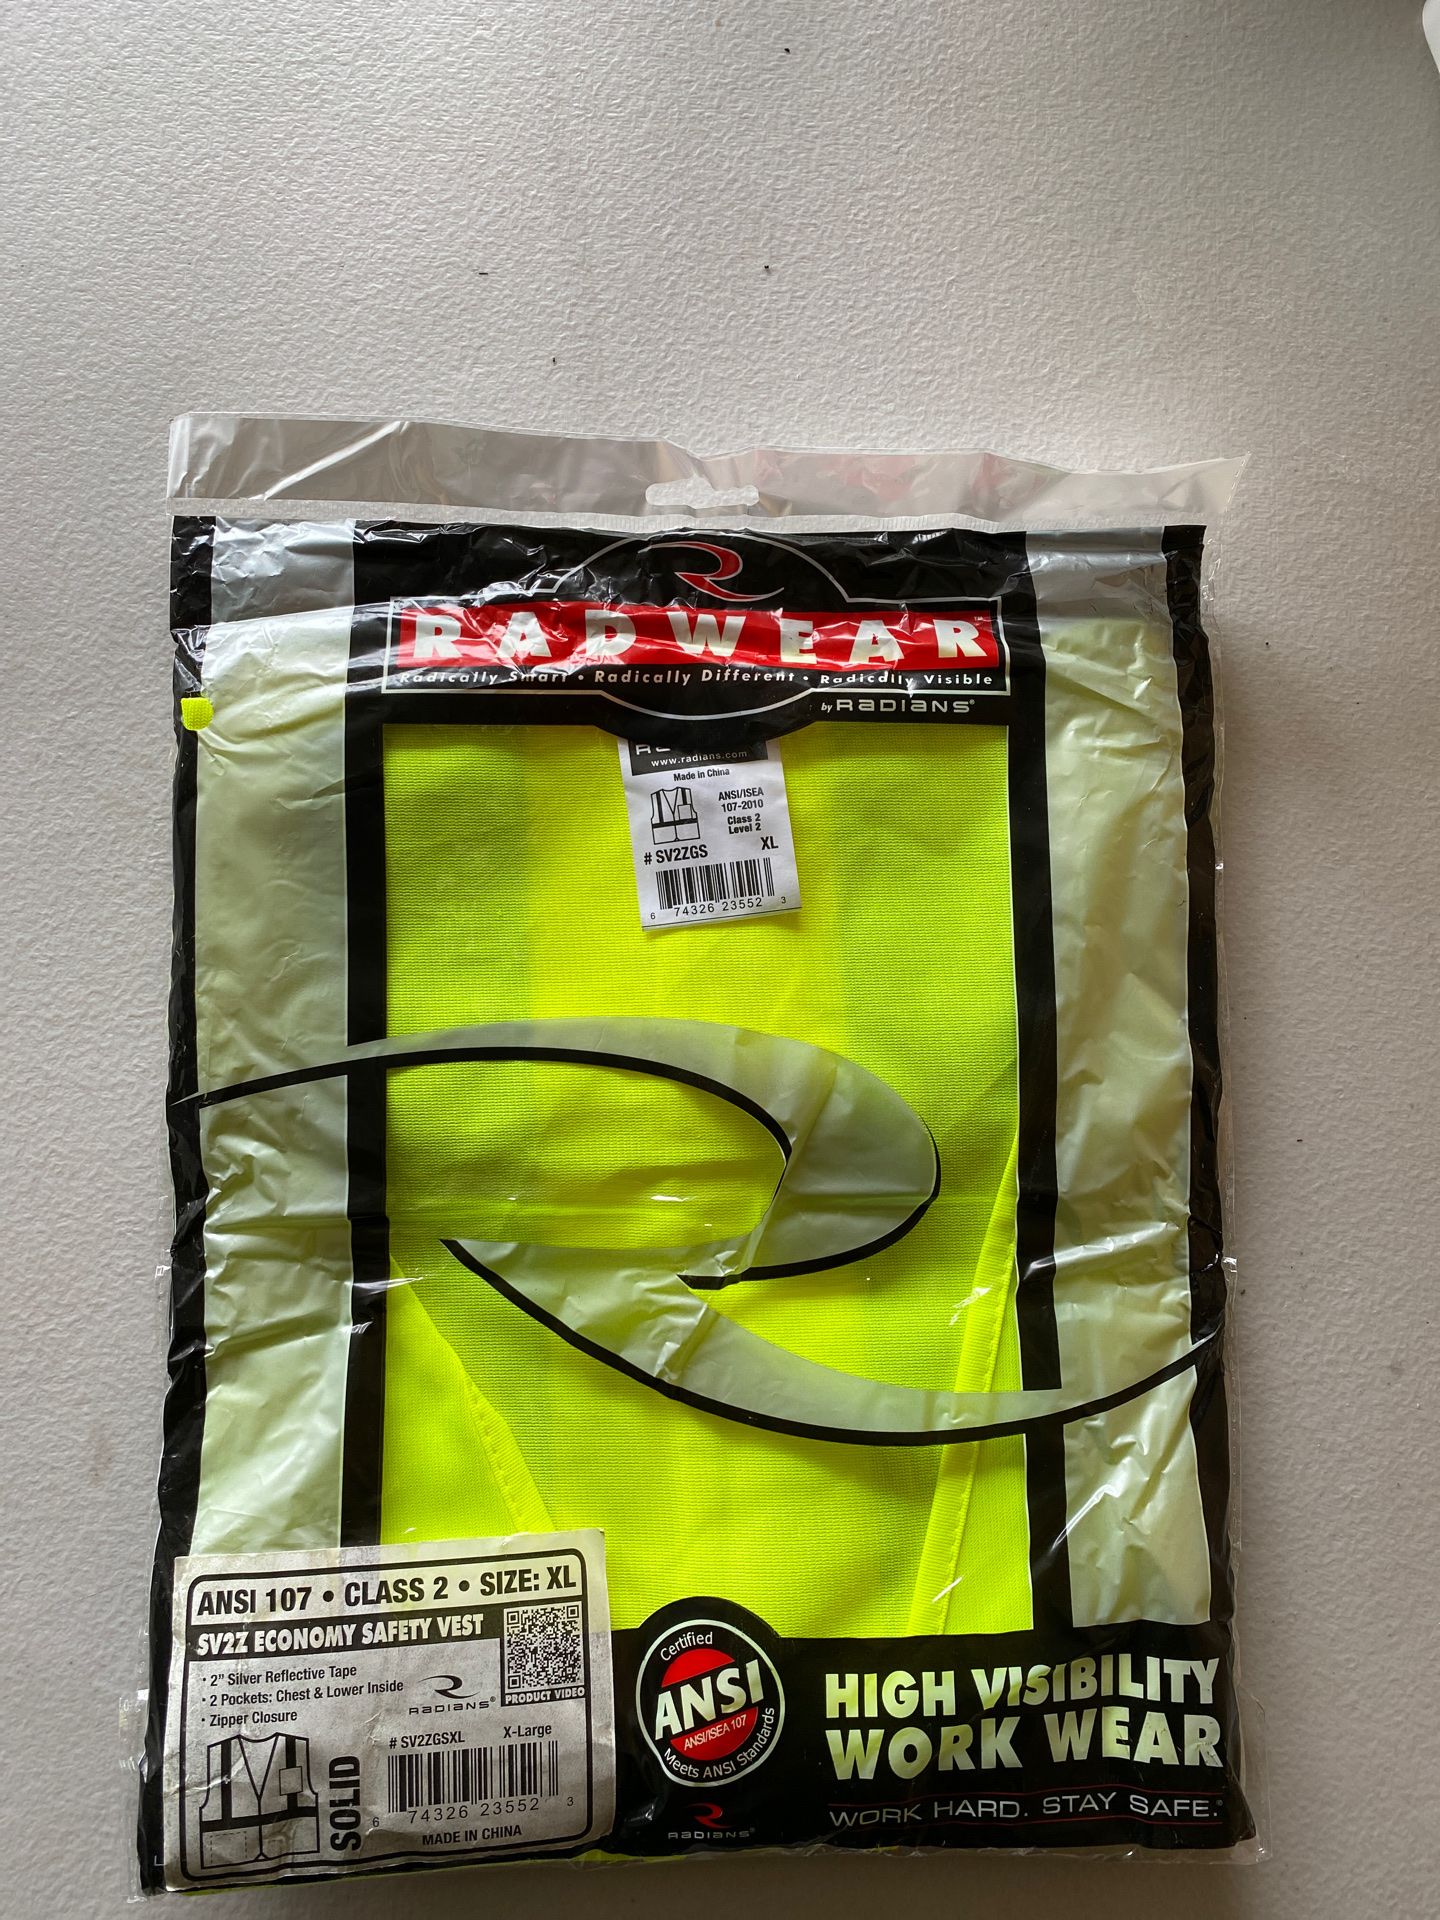 RADWEAR™
Radically Smart • Radically Different • Radically Visible
by RADIANS®
www.radians.com
Made in China
ANSI/ISEA
107-2010
Class 2
Level 2
# SV2ZGS XL
6 74326 23552 3
ANSI 107 • CLASS 2 • SIZE: XL
SV2Z ECONOMY SAFETY VEST
• 2" Silver Reflective Tape
• 2 Pockets: Chest & Lower Inside
• Zipper Closure
RADIANS®
PRODUCT VIDEO
# SV2ZGSXL X-Large
SOLID
6 74326 23552 3
MADE IN CHINA
Certified
ANSI
ANSI/ISEA 107
Meets ANSI Standards
RADIANS®
HIGH VISIBILITY
WORK WEAR
WORK HARD. STAY SAFE.®